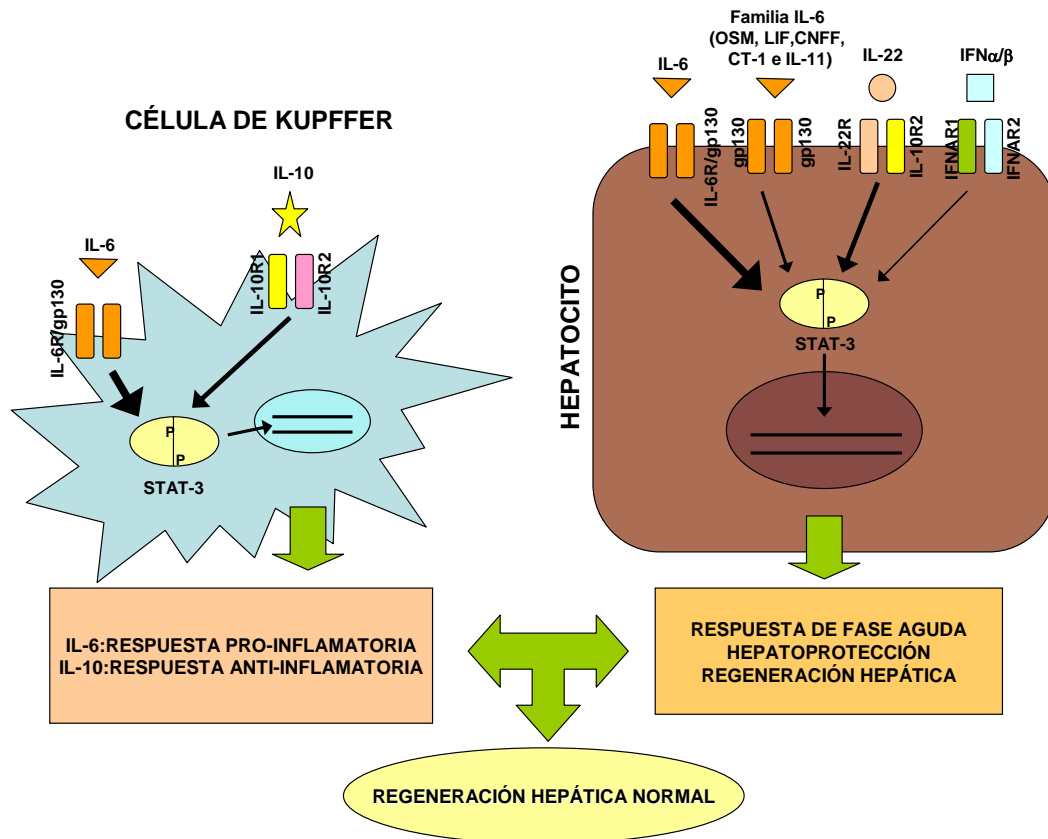 CÉLULA DE KUPFFER
IL-10
IL-6
IL-6R/gp130
IL-10R1
IL-10R2
P
P
STAT-3
IL-6:RESPUESTA PRO-INFLAMATORIA
IL-10:RESPUESTA ANTI-INFLAMATORIA
Familia IL-6
(OSM, LIF,CNFF,
CT-1 e IL-11)
IL-6
IL-22
IFNα/β
IL-6R/gp130
gp130
gp130
IL-22R
IL-10R2
IFNAR1
IFNAR2
HEPATOCITO
P
P
STAT-3
RESPUESTA DE FASE AGUDA
HEPATOPROTECCIÓN
REGENERACIÓN HEPÁTICA
REGENERACIÓN HEPÁTICA NORMAL